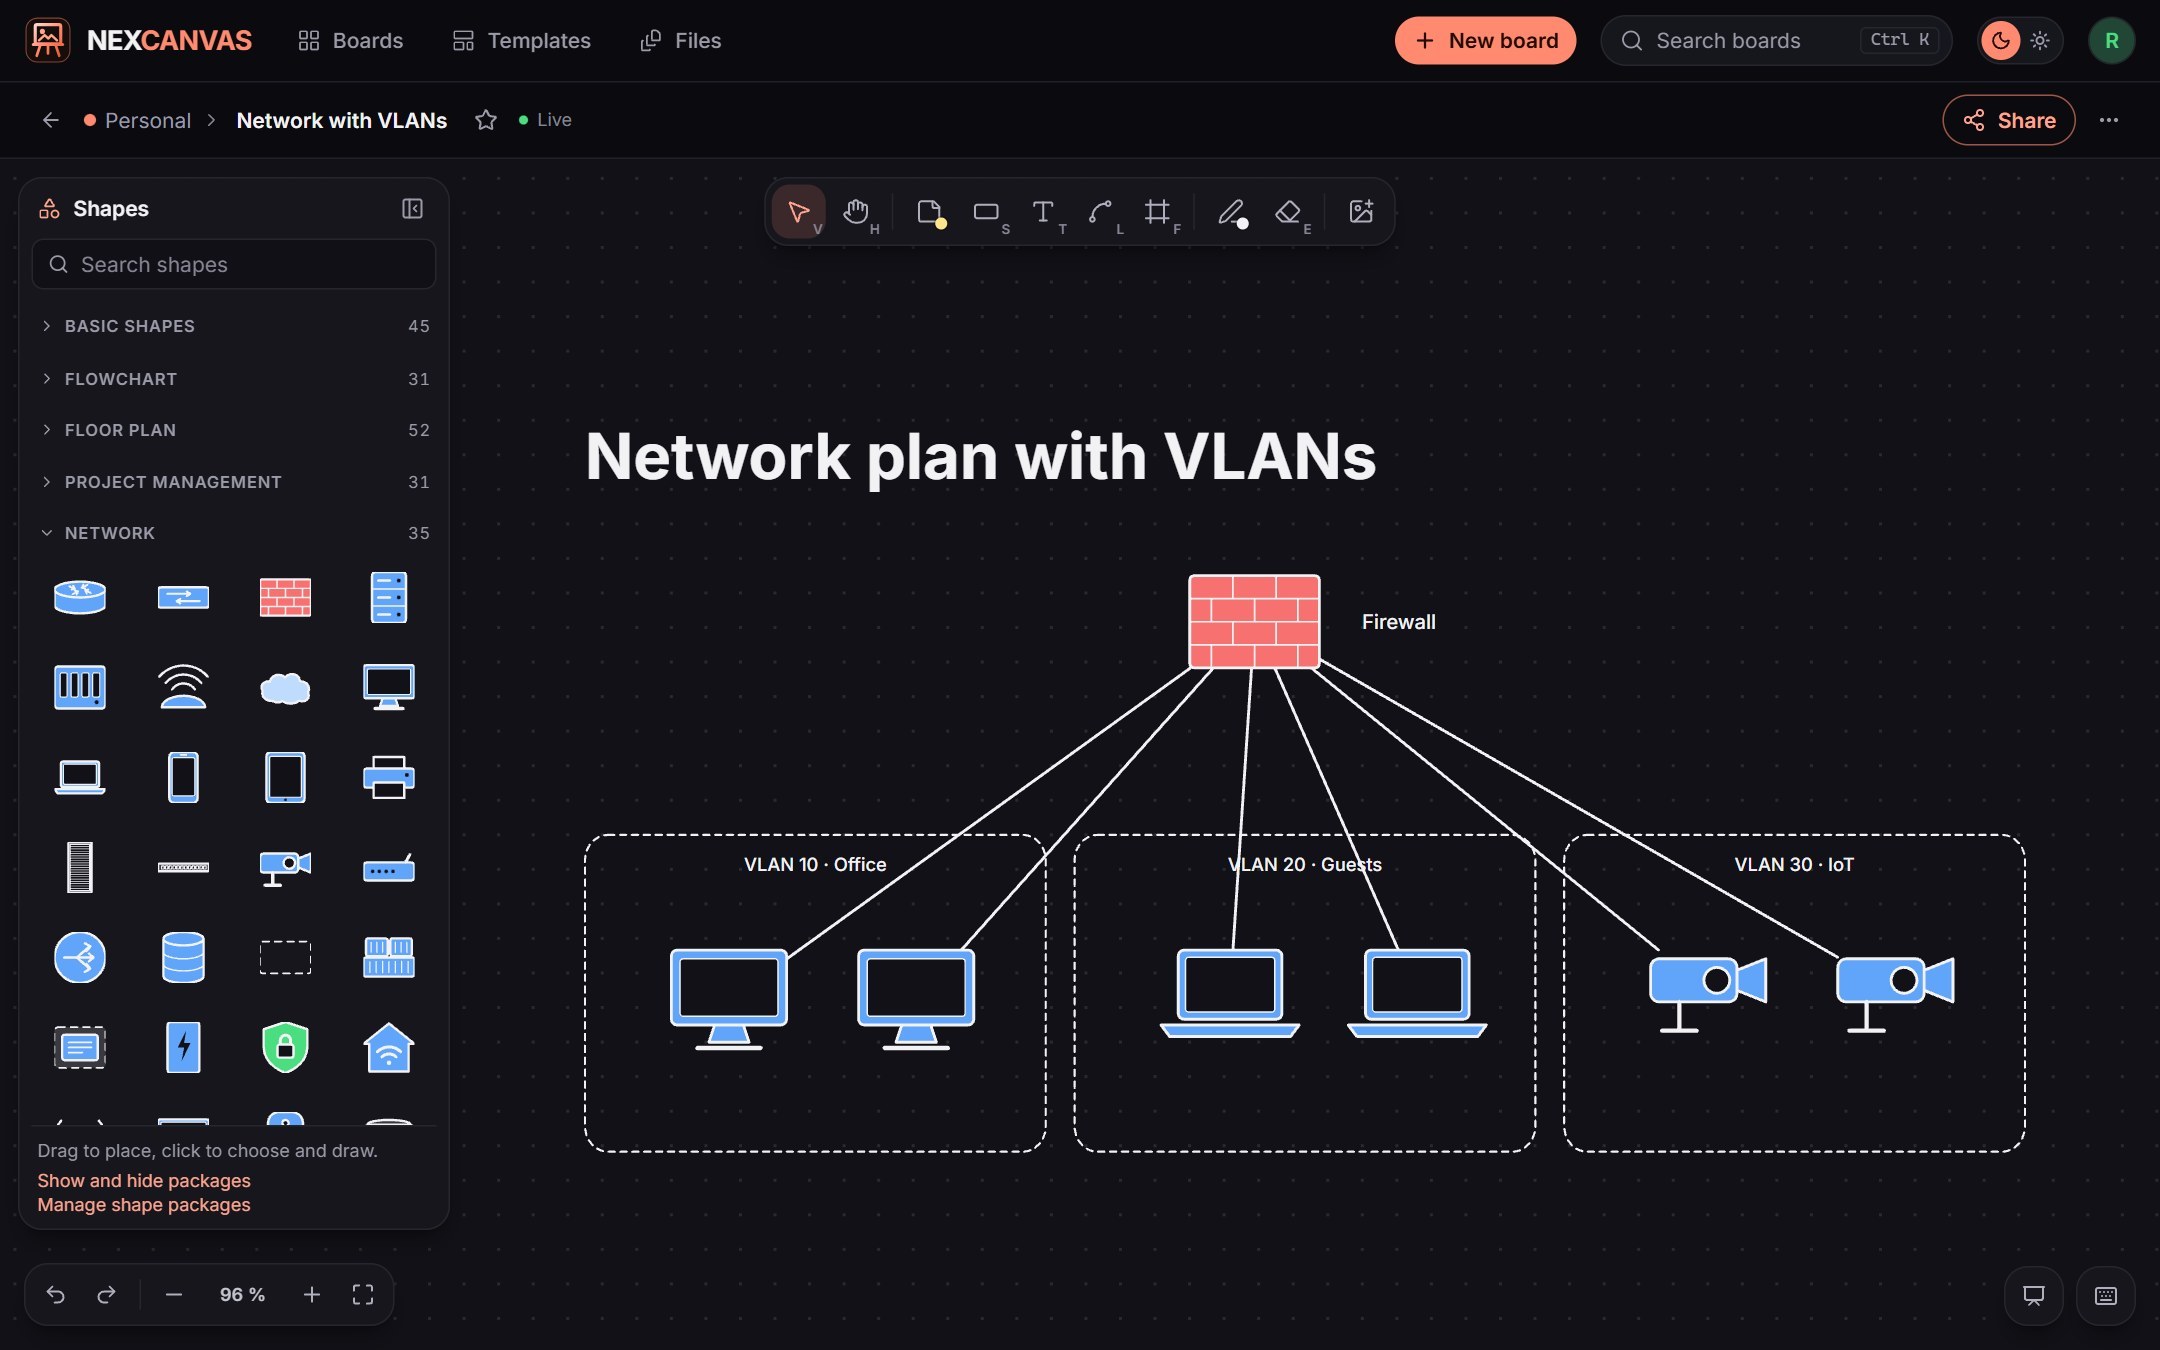 NEXCANVAS
Boards
Templates
Files
New board
Search boards
Ctrl K
R
Personal
Network with VLANs
Live
Share
Shapes
Search shapes
V
H
S
T
L
F
E
BASIC SHAPES 45
FLOWCHART 31
FLOOR PLAN 52
PROJECT MANAGEMENT 31
NETWORK 35
Network plan with VLANs
Firewall
VLAN 10 · Office
VLAN 20 · Guests
VLAN 30 · IoT
Drag to place, click to choose and draw.
Show and hide packages
Manage shape packages
96 %